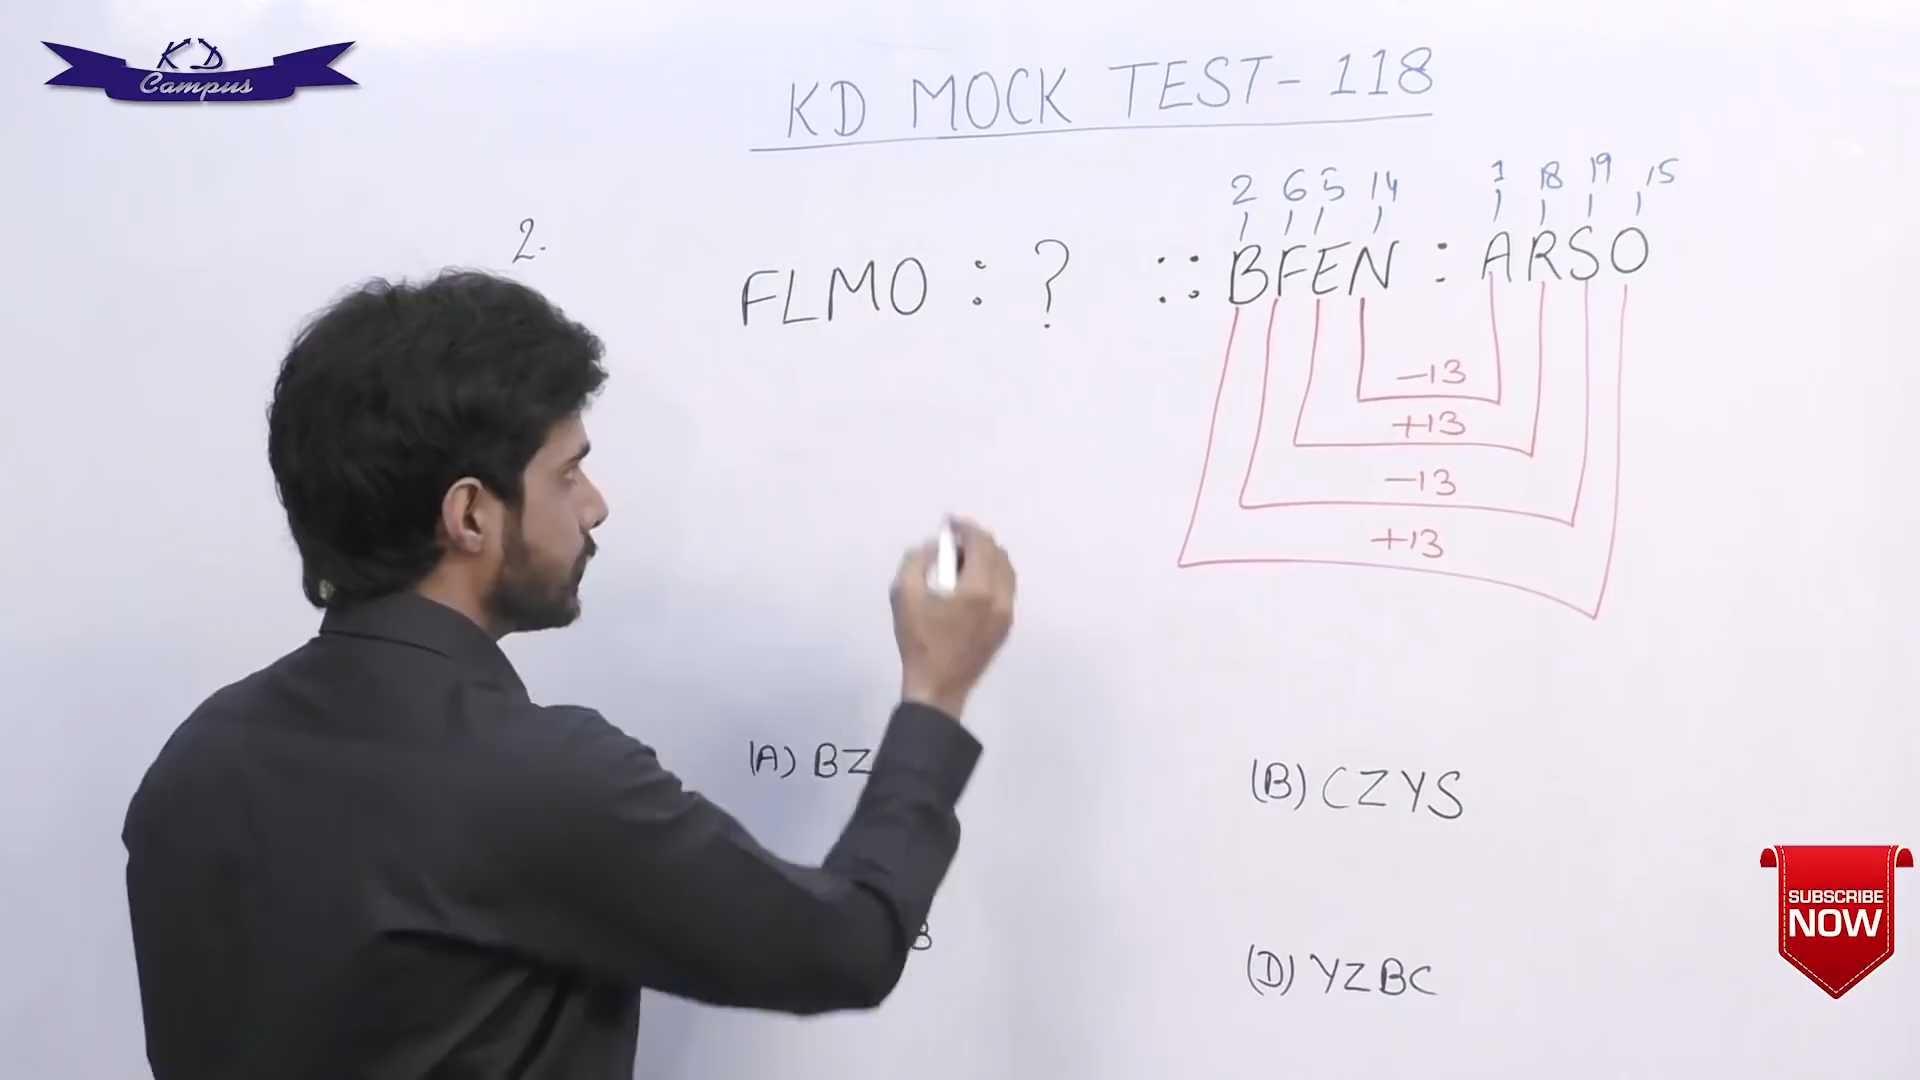 KD
Campus
KD MOCK TEST-118
2 6 5 14 1 18 19 15
2.
FLMO : ? :: BFEN : ARSO
-13
+13
-13
+13
(A) BZ
(B) CZYS
B
(D) YZBC
SUBSCRIBE
NOW